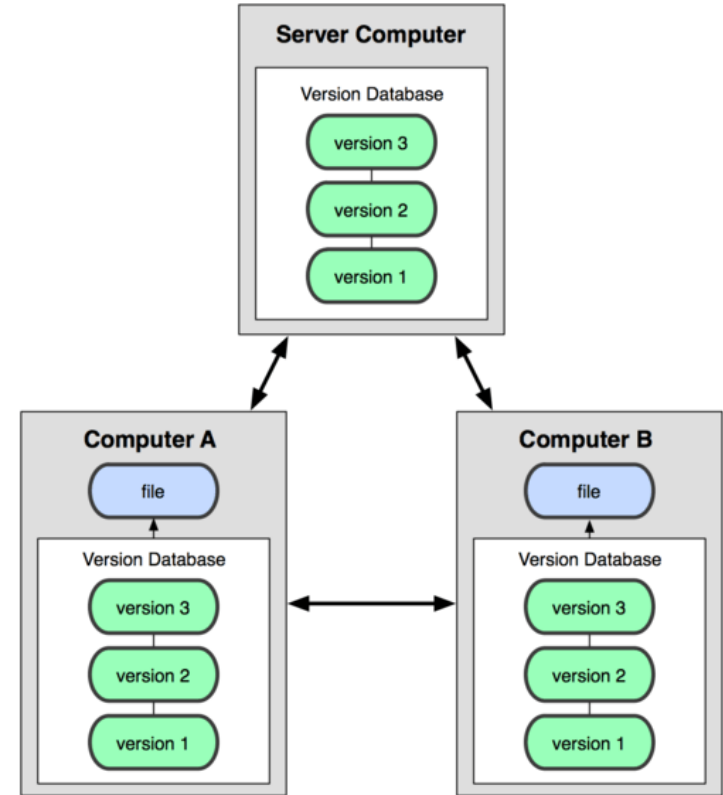 Server Computer
Version Database
version 3
version 2
version 1
Computer A
file
Version Database
version 3
version 2
version 1
Computer B
file
Version Database
version 3
version 2
version 1